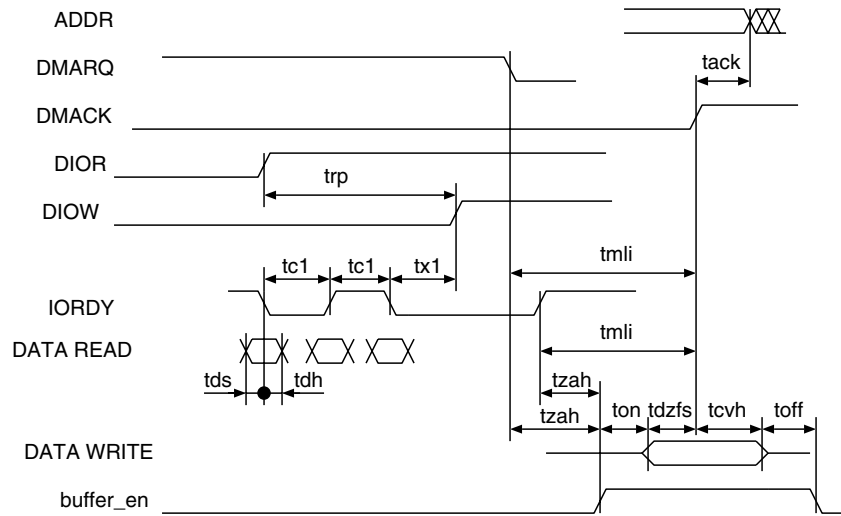 ADDR
DMARQ
tack
DMACK
DIOR
trp
DIOW
tc1 tc1 tx1 tmli
IORDY
tmli
DATA READ
tds tdh tzah
tzah ton tdzfs tcvh toff
DATA WRITE
buffer_en